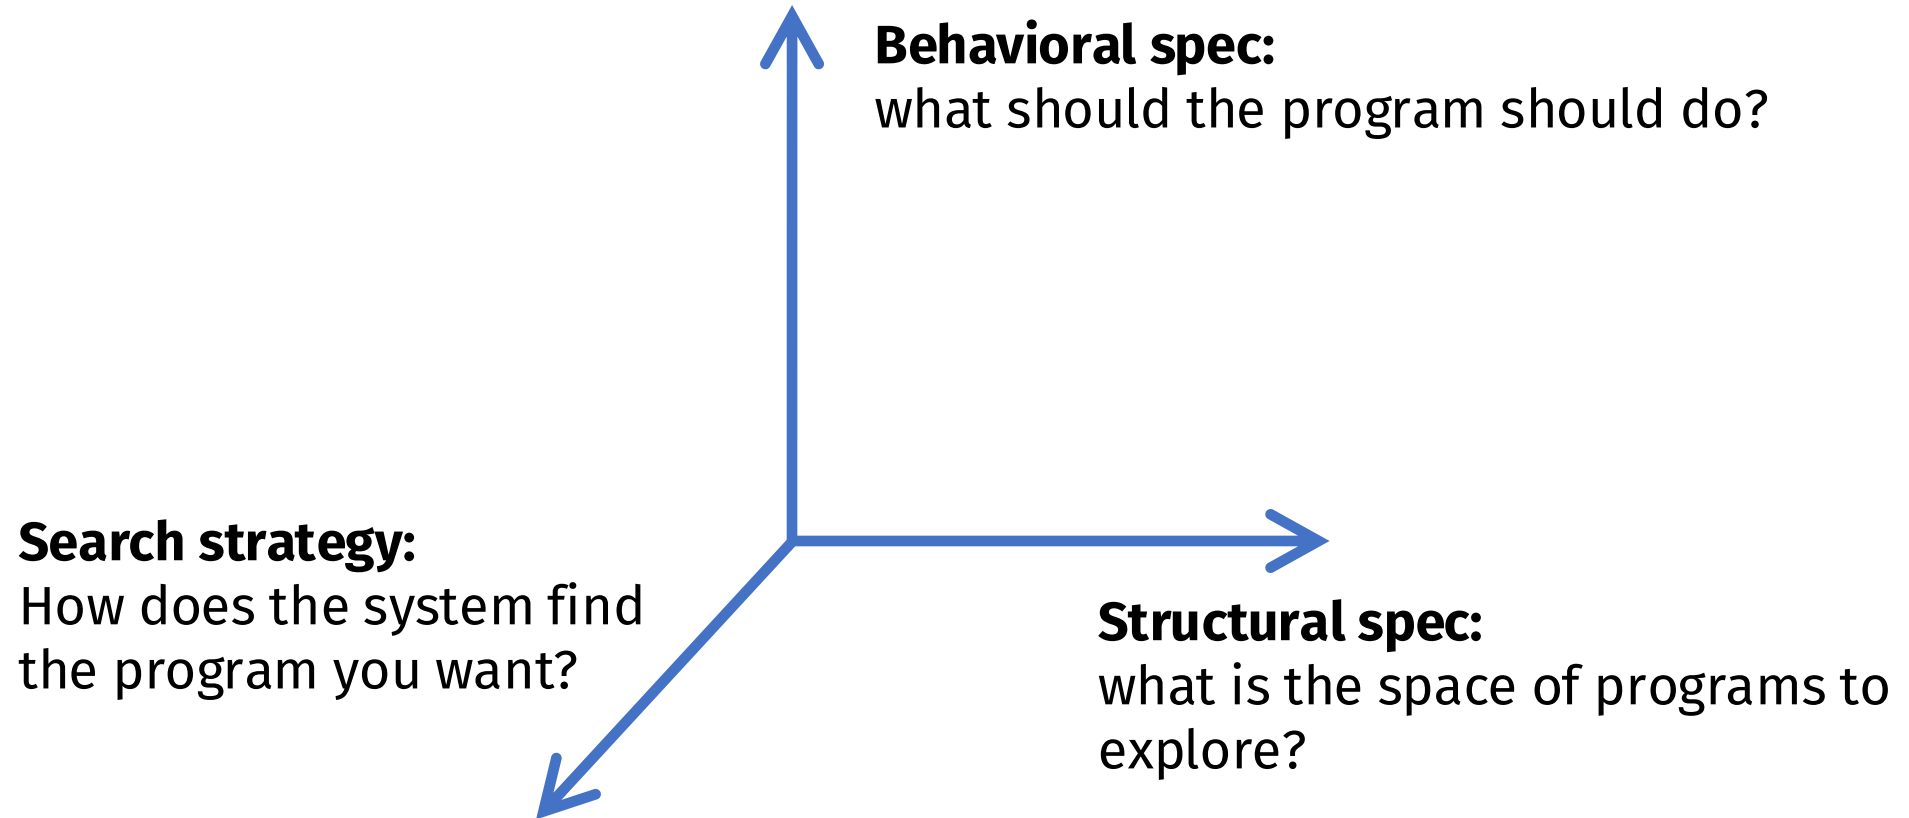 Behavioral spec:
what should the program should do?
Search strategy:
How does the system find
the program you want?
Structural spec:
what is the space of programs to
explore?